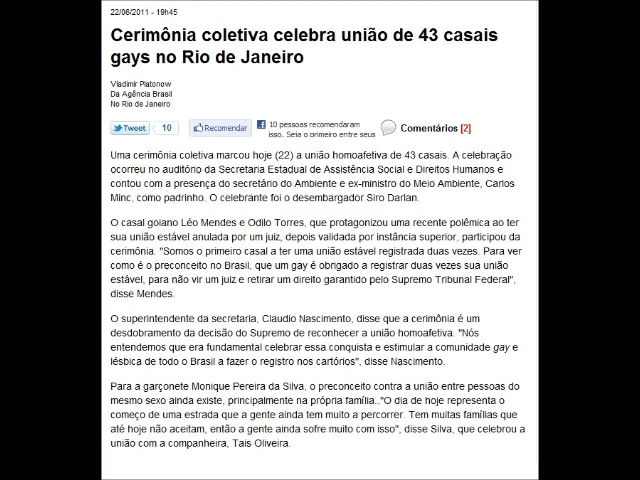 22/06/2011 - 19h45
Cerimônia coletiva celebra união de 43 casais
gays no Rio de Janeiro
Vladimir Platonow
Da Agência Brasil
No Rio de Janeiro
Tweet 10 Recomendar 10 pessoas recomendaram
isso. Seja o primeiro entre seus
Comentários [2]
Uma cerimônia coletiva marcou hoje (22) a união homoafetiva de 43 casais. A celebração
ocorreu no auditório da Secretaria Estadual de Assistência Social e Direitos Humanos e
contou com a presença do secretário do Ambiente e ex-ministro do Meio Ambiente, Carlos
Minc, como padrinho. O celebrante foi o desembargador Siro Darlan.
O casal goiano Léo Mendes e Odilo Torres, que protagonizou uma recente polêmica ao ter
sua união estável anulada por um juiz, depois validada por instância superior, participou da
cerimônia. "Somos o primeiro casal a ter uma união estável registrada duas vezes. Para ver
como é o preconceito no Brasil, que um gay é obrigado a registrar duas vezes sua união
estável, para não vir um juiz e retirar um direito garantido pelo Supremo Tribunal Federal",
disse Mendes.
O superintendente da secretaria, Claudio Nascimento, disse que a cerimônia é um
desdobramento da decisão do Supremo de reconhecer a união homoafetiva. "Nós
entendemos que era fundamental celebrar essa conquista e estimular a comunidade gay e
lésbica de todo o Brasil a fazer o registro nos cartórios", disse Nascimento.
Para a garçonete Monique Pereira da Silva, o preconceito contra a união entre pessoas do
mesmo sexo ainda existe, principalmente na própria família.."O dia de hoje representa o
começo de uma estrada que a gente ainda tem muito a percorrer. Tem muitas famílias que
até hoje não aceitam, então a gente ainda sofre muito com isso", disse Silva, que celebrou a
união com a companheira, Tais Oliveira.